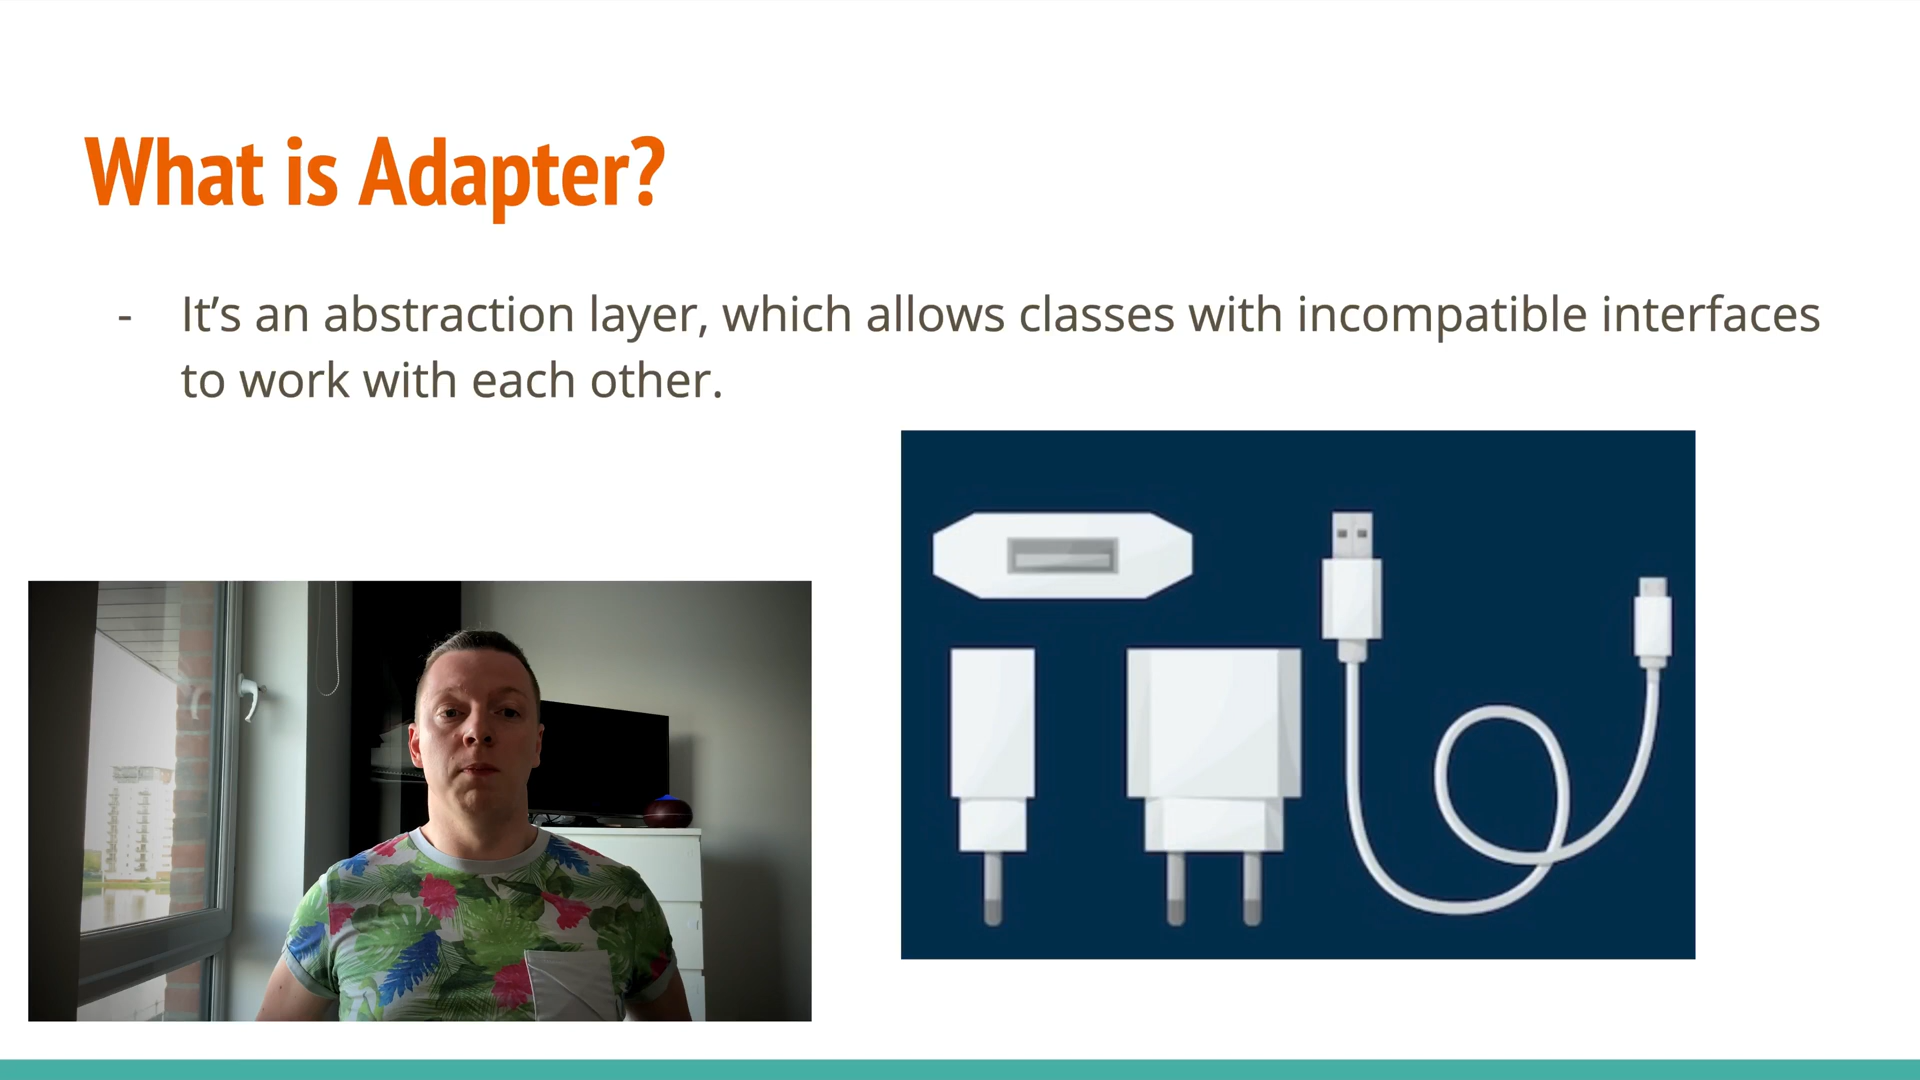 What is Adapter?
- It’s an abstraction layer, which allows classes with incompatible interfaces
to work with each other.